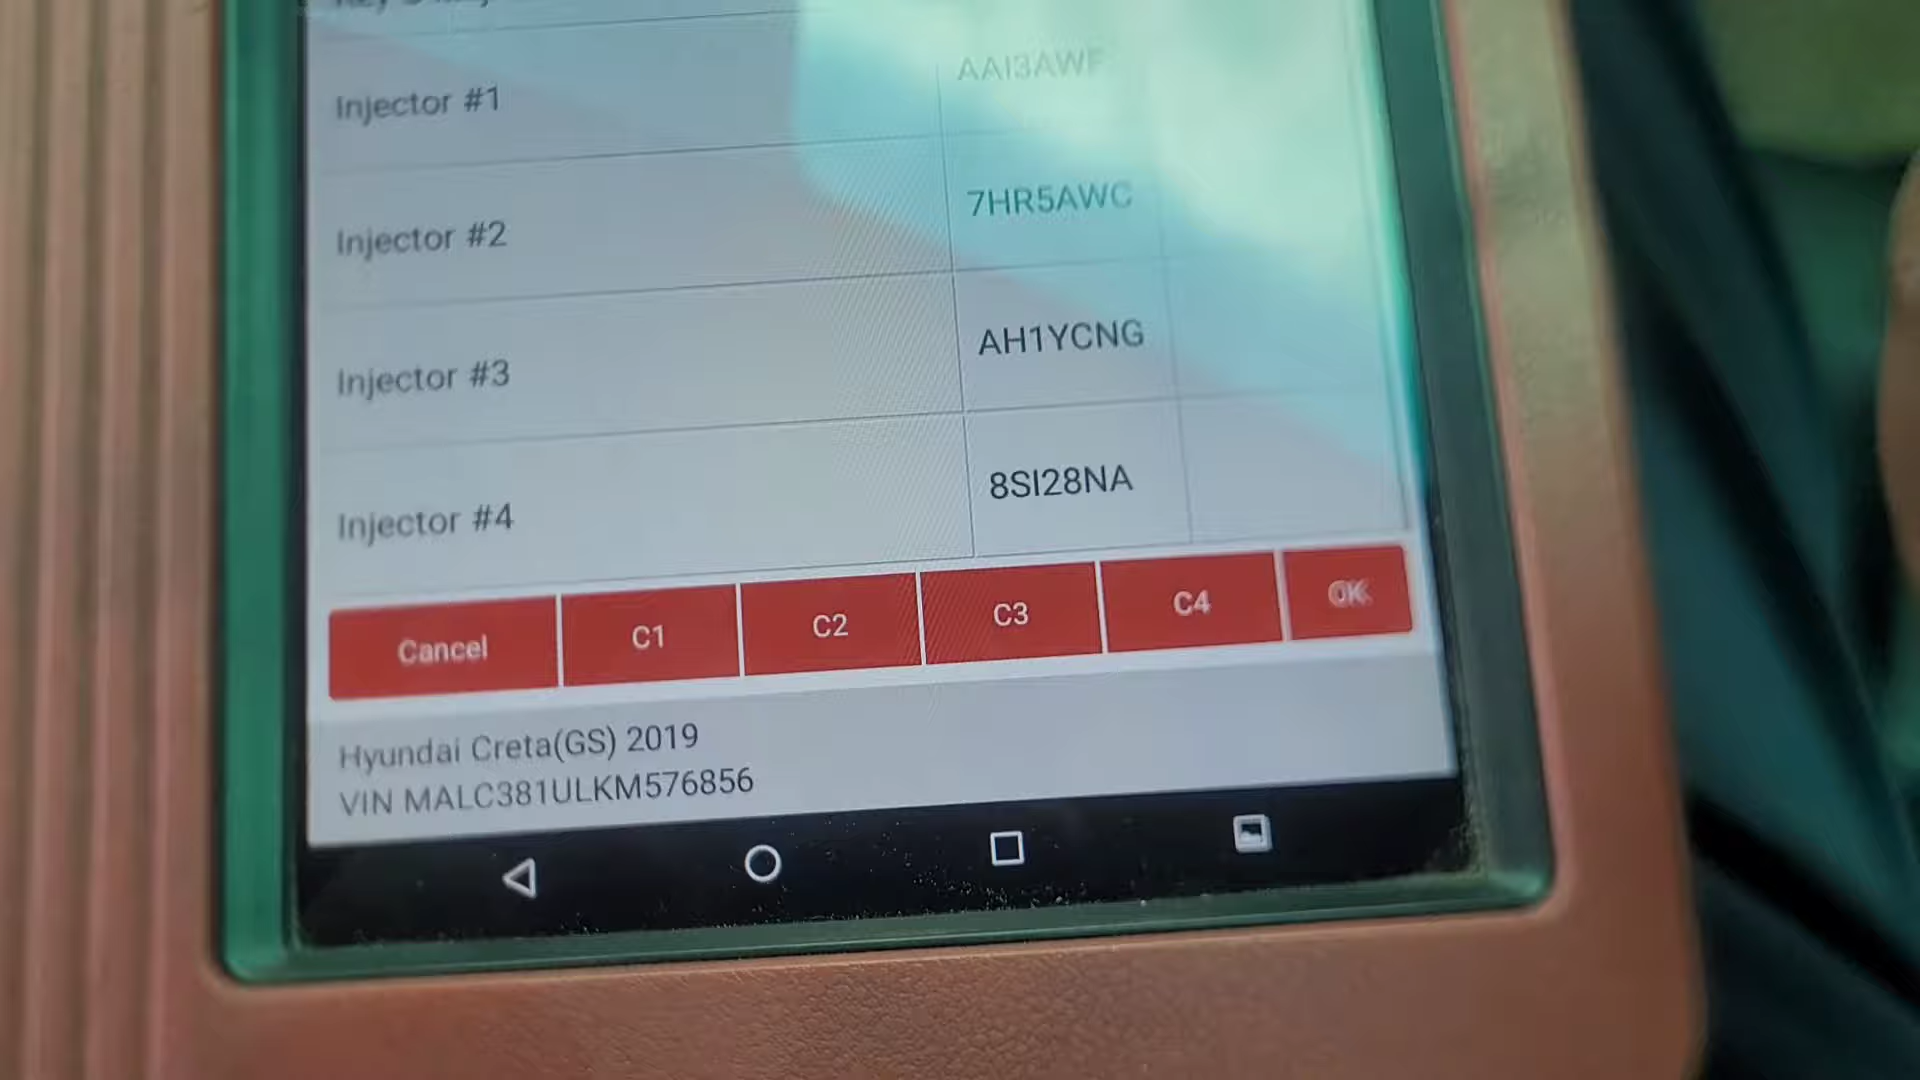 Injector #1 AAI3AWF
Injector #2 7HR5AWC
Injector #3 AH1YCNG
Injector #4 8SI28NA
Cancel C1 C2 C3 C4 OK
Hyundai Creta(GS) 2019
VIN MALC381ULKM576856